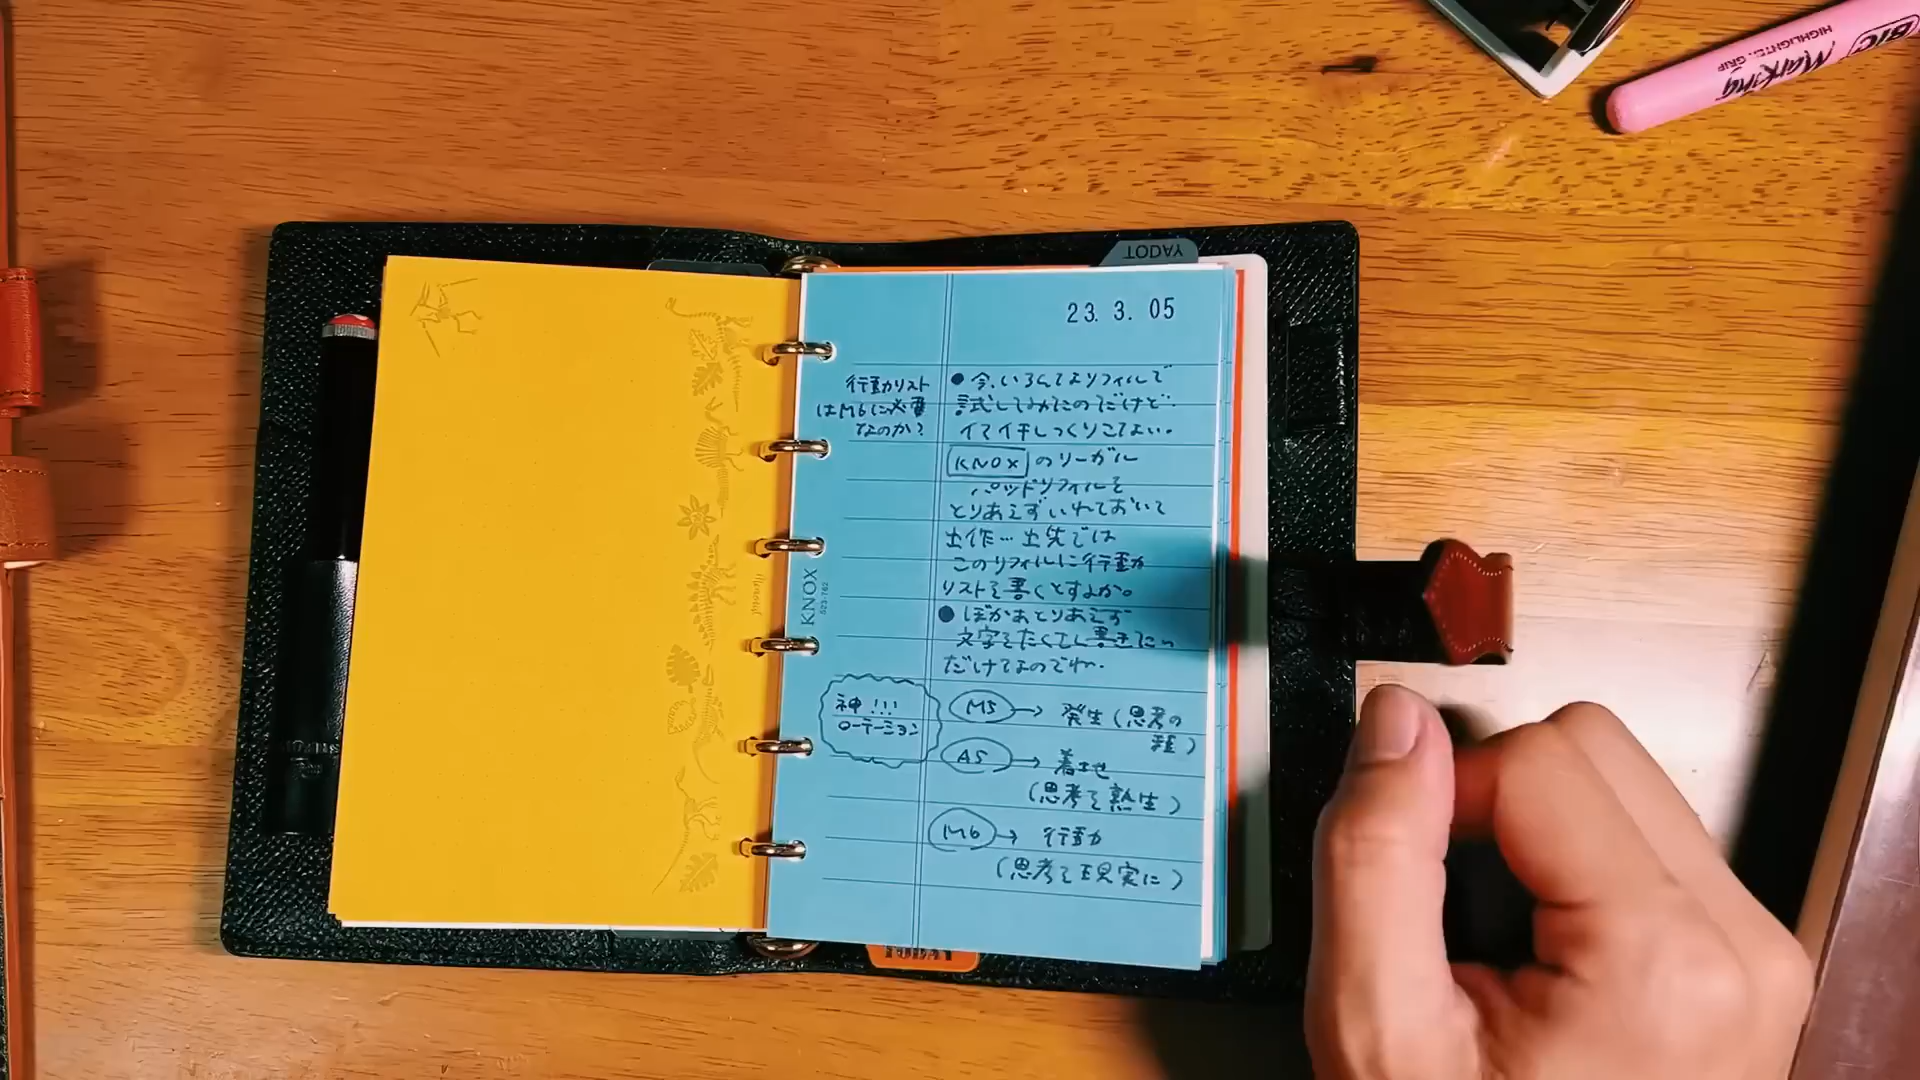 BIC
Marking
HIGHLIGHTER GRIP
TODAY
23. 3. 05
行動リスト
はM6に必要
なのか?
● 今、いろんなリフィルで
試してみたのだけど
イマイチしっくりこない。
KNOX のリーガル
パッドリフィルを
とりあえずいれておいて
出先では
このリフィルに行動
リストを書くとするか。
● ぼかあとりあえず
文字をたくさん書きたい
だけなのでね。
神!!!
ローテーション
M5 → 発生(思考の
種)
A5 → 着地
(思考を熟生)
M6 → 行動
(思考を現実に)
KNOX
TODAY